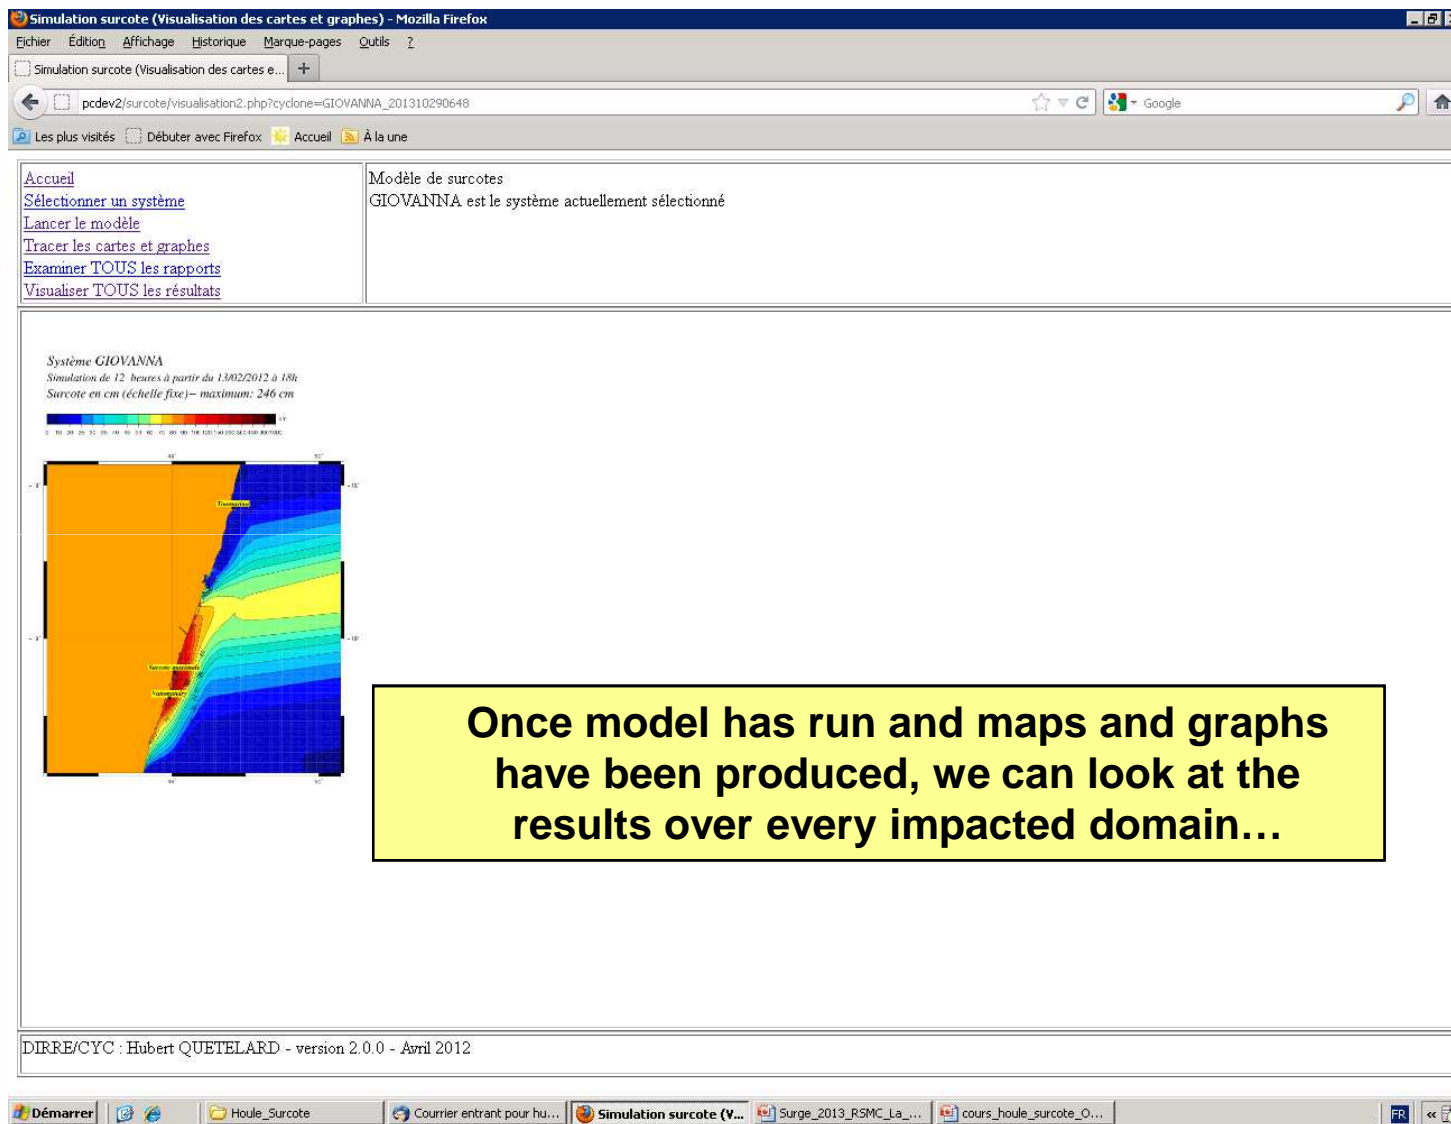 Simulation surcote (Visualisation des cartes et graphes) - Mozilla Firefox
Fichier Édition Affichage Historique Marque-pages Outils ?
Simulation surcote (Visualisation des cartes e... +
pcdev2/surcote/visualisation2.php?cyclone=GIOVANNA_201310290648
Google
Les plus visités Débuter avec Firefox Accueil À la une
Accueil
Sélectionner un système
Lancer le modèle
Tracer les cartes et graphes
Examiner TOUS les rapports
Visualiser TOUS les résultats
Modèle de surcotes
GIOVANNA est le système actuellement sélectionné
Système GIOVANNA
Simulation de 12 heures à partir du 13/02/2012 à 18h
Surcote en cm (échelle fixe)– maximum: 246 cm
Surcote maximale
Vatomandry
Once model has run and maps and graphs
have been produced, we can look at the
results over every impacted domain…
DIRRE/CYC : Hubert QUETELARD - version 2.0.0 - Avril 2012
Démarrer
Houle_Surcote
Courrier entrant pour hu...
Simulation surcote (V...
Surge_2013_RSMC_La_...
cours_houle_surcote_O...
FR «